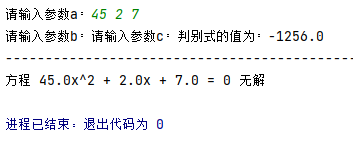 请输入参数a：45 2 7
请输入参数b：请输入参数c：判别式的值为：-1256.0
--------------------------------------------------
方程 45.0x^2 + 2.0x + 7.0 = 0 无解
进程已结束：退出代码为 0